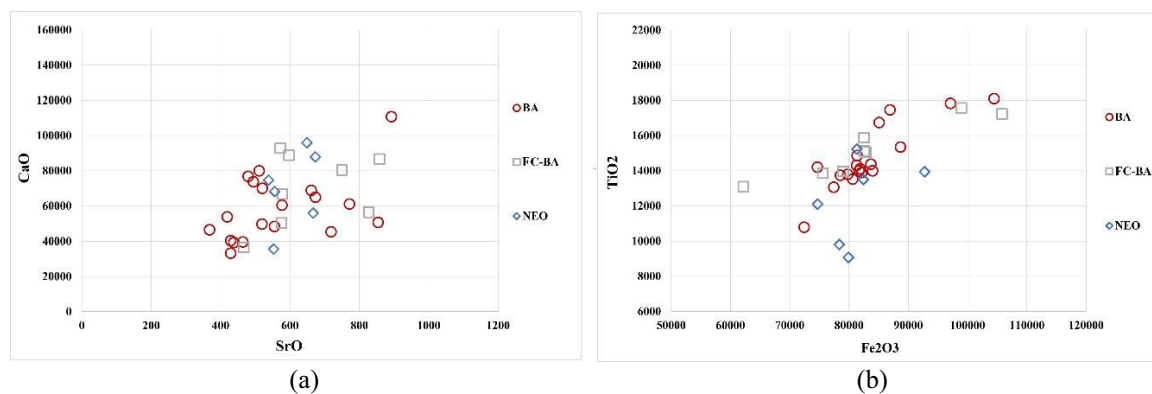 160000
140000
120000
100000
80000
60000
40000
20000
0
CaO
0 200 400 600 800 1000 1200
SrO
BA
FC-BA
NEO
(a)
20000
18000
16000
14000
12000
10000
8000
6000
TiO2
50000 60000 70000 80000 90000 100000 110000 120000
Fe2O3
BA
FC-BA
NEO
(b)